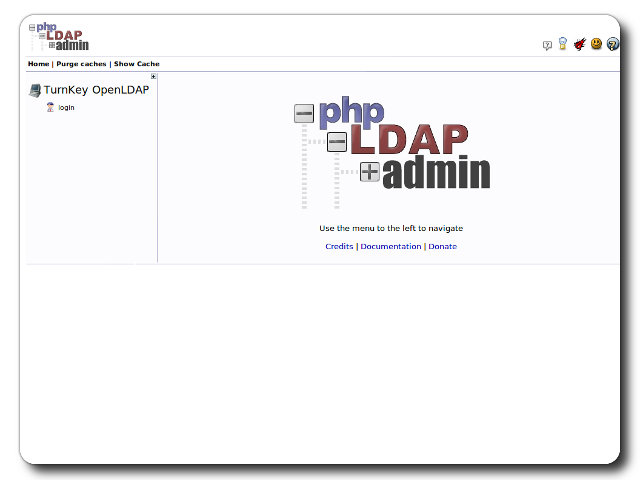 php
LDAP
admin
Home | Purge caches | Show Cache
TurnKey OpenLDAP
login
php
LDAP
admin
Use the menu to the left to navigate
Credits | Documentation | Donate